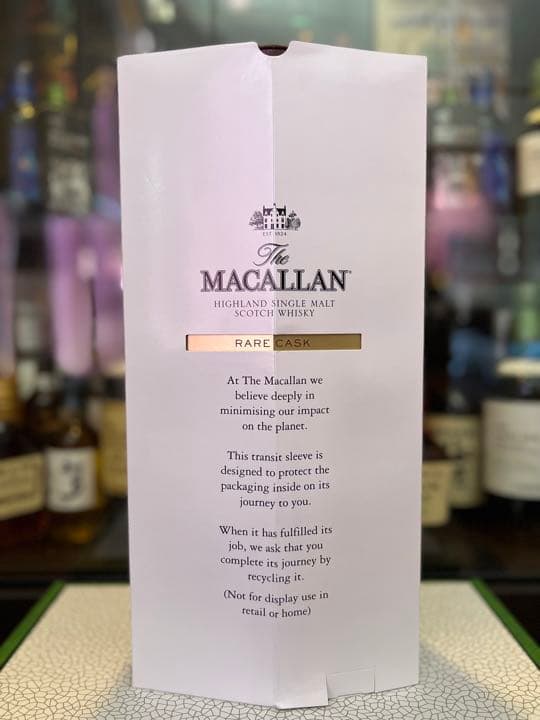 EST. 1824
The
MACALLAN
HIGHLAND SINGLE MALT
SCOTCH WHISKY
RARE CASK
At The Macallan we
believe deeply in
minimising our impact
on the planet.
This transit sleeve is
designed to protect the
packaging inside on its
journey to you.
When it has fulfilled its
job, we ask that you
complete its journey by
recycling it.
(Not for display use in
retail or home)
3